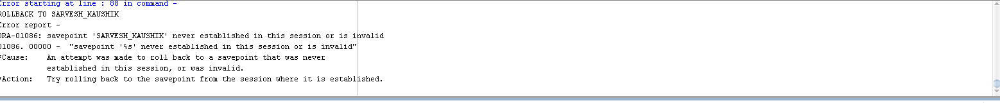 Error starting at line : 88 in command -
ROLLBACK TO SARVESH_KAUSHIK
Error report -
ORA-01086: savepoint 'SARVESH_KAUSHIK' never established in this session or is invalid
01086. 00000 -  "savepoint '%s' never established in this session or is invalid"
*Cause:    An attempt was made to roll back to a savepoint that was never
           established in this session, or was invalid.
*Action:   Try rolling back to the savepoint from the session where it is established.